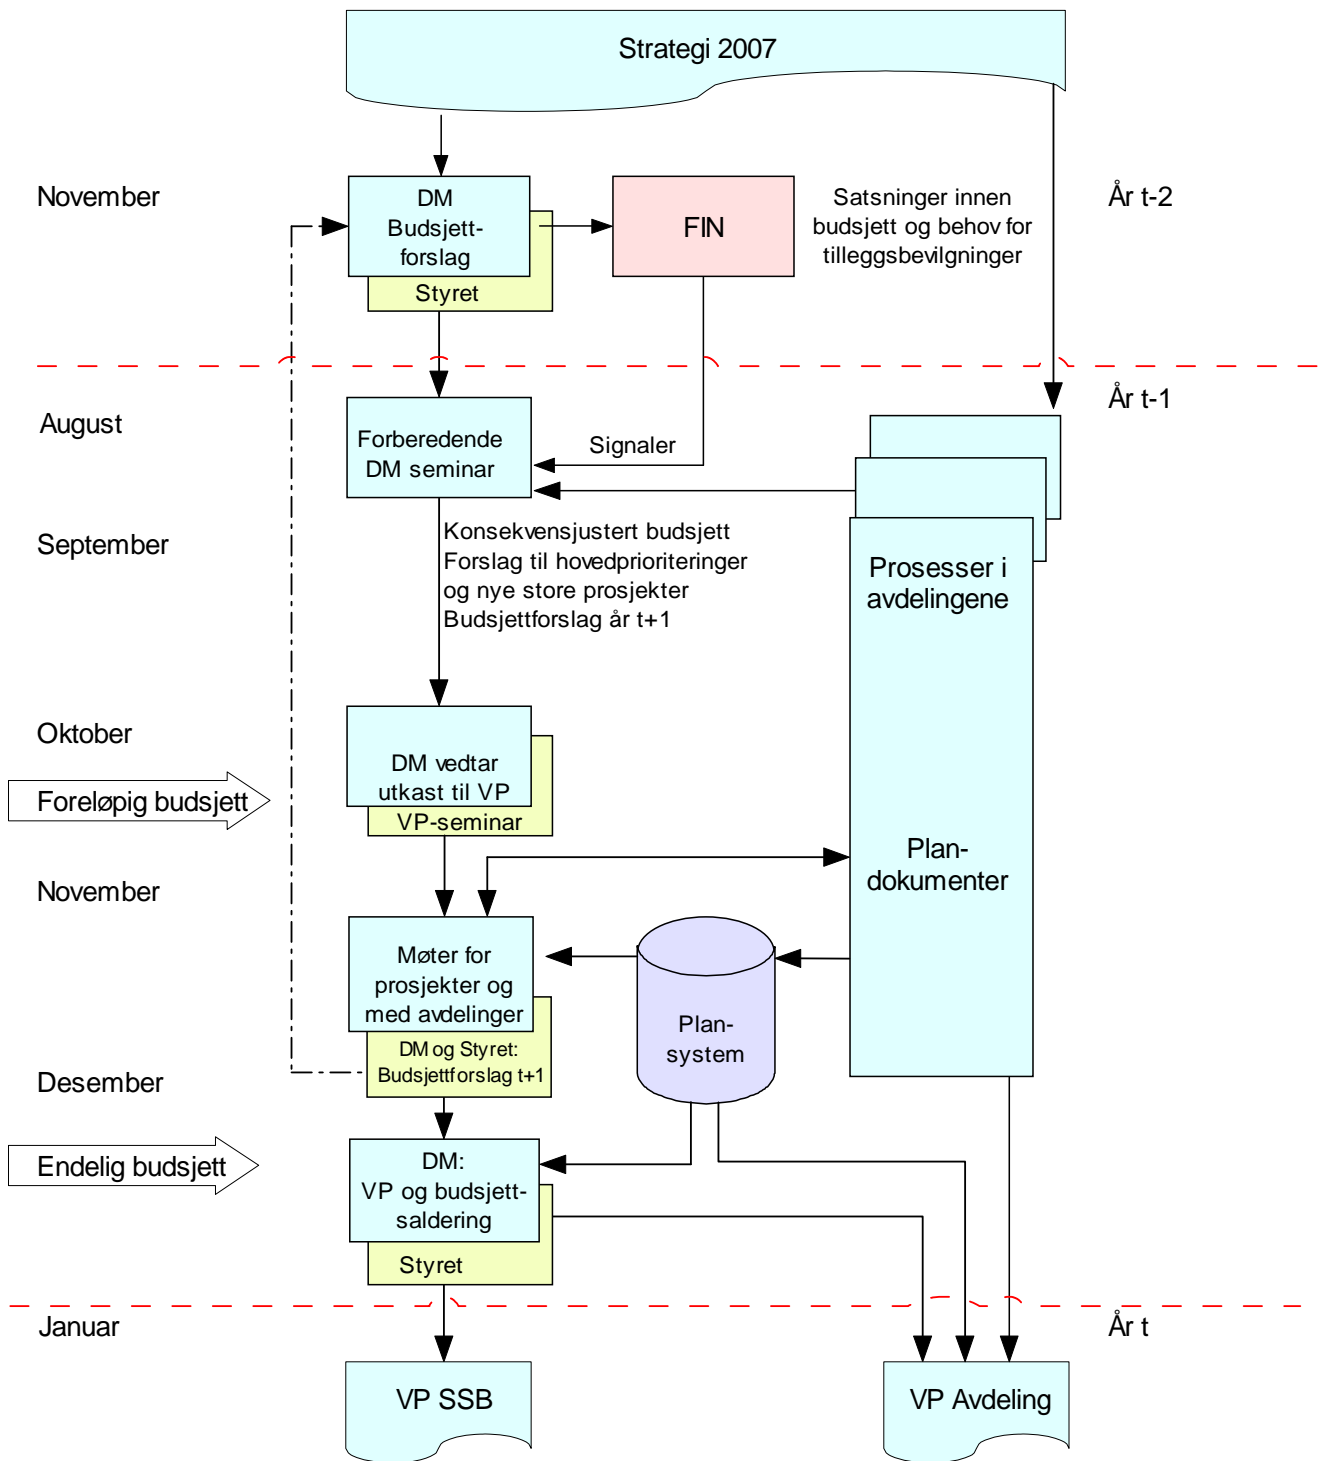 Strategi 2007
November
DM
Budsjett-
forslag
Styret
FIN
Satsninger innen
budsjett og behov for
tilleggsbevilgninger
År t-2
År t-1
August
Forberedende
DM seminar
Signaler
September
Konsekvensjustert budsjett
Forslag til hovedprioriteringer
og nye store prosjekter
Budsjettforslag år t+1
Prosesser i
avdelingene
Oktober
Foreløpig budsjett
DM vedtar
utkast til VP
VP-seminar
Plan-
dokumenter
November
Møter for
prosjekter og
med avdelinger
DM og Styret:
Budsjettforslag t+1
Plan-
system
Desember
Endelig budsjett
DM:
VP og budsjett-
saldering
Styret
Januar
År t
VP SSB
VP Avdeling